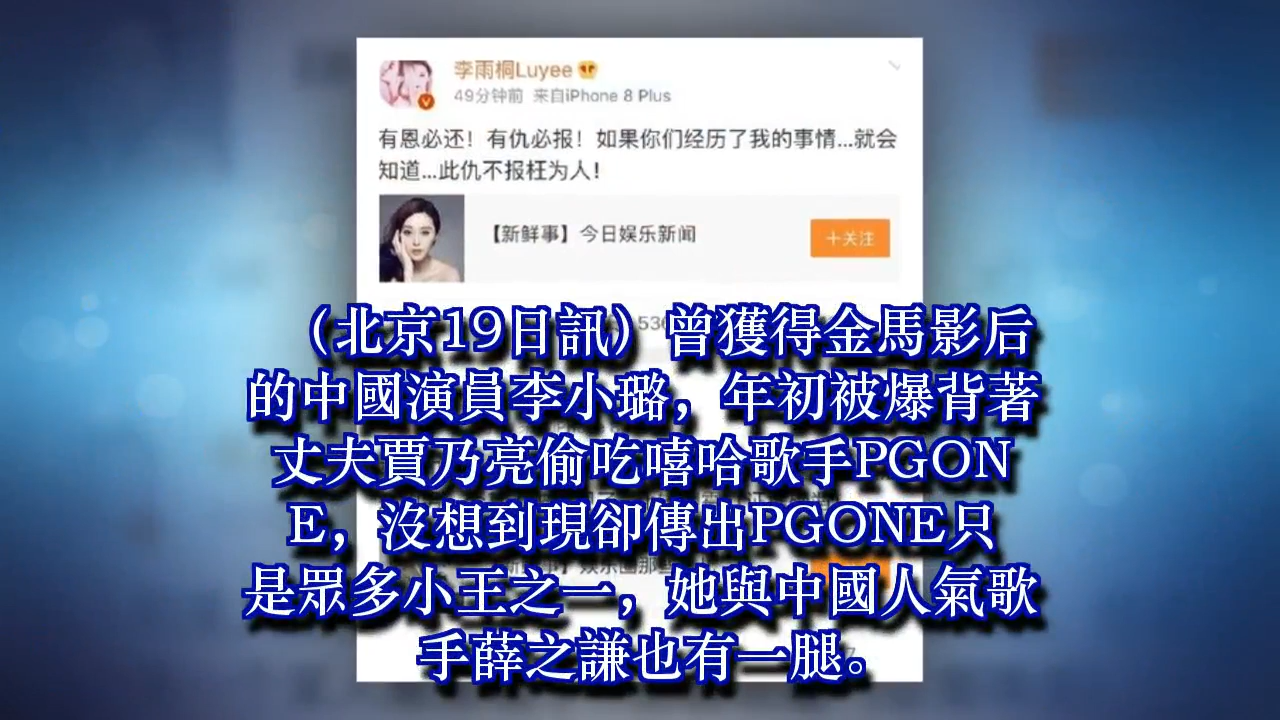 李雨桐Luyee
49分钟前 来自iPhone 8 Plus
有恩必还！有仇必报！如果你们经历了我的事情...就会
知道...此仇不报枉为人！
【新鲜事】今日娱乐新闻
十关注
（北京19日訊）曾獲得金馬影后
的中國演員李小璐，年初被爆背著
丈夫賈乃亮偷吃嘻哈歌手PGON
E，沒想到現卻傳出PGONE只
是眾多小王之一，她與中國人氣歌
手薛之謙也有一腿。